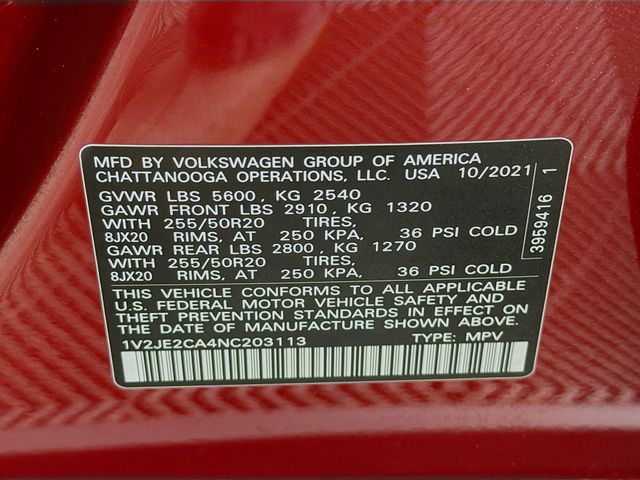 MFD BY VOLKSWAGEN GROUP OF AMERICA
CHATTANOOGA OPERATIONS, LLC. USA 10/2021
GVWR LBS 5600, KG 2540
GAWR FRONT LBS 2910, KG 1320
WITH 255/50R20 TIRES,
8JX20 RIMS, AT 250 KPA, 36 PSI COLD
GAWR REAR LBS 2800, KG 1270
WITH 255/50R20 TIRES,
8JX20 RIMS, AT 250 KPA, 36 PSI COLD
THIS VEHICLE CONFORMS TO ALL APPLICABLE
U.S. FEDERAL MOTOR VEHICLE SAFETY AND
THEFT PREVENTION STANDARDS IN EFFECT ON
THE DATE OF MANUFACTURE SHOWN ABOVE.
1V2JE2CA4NC203113 TYPE: MPV
3959416 1